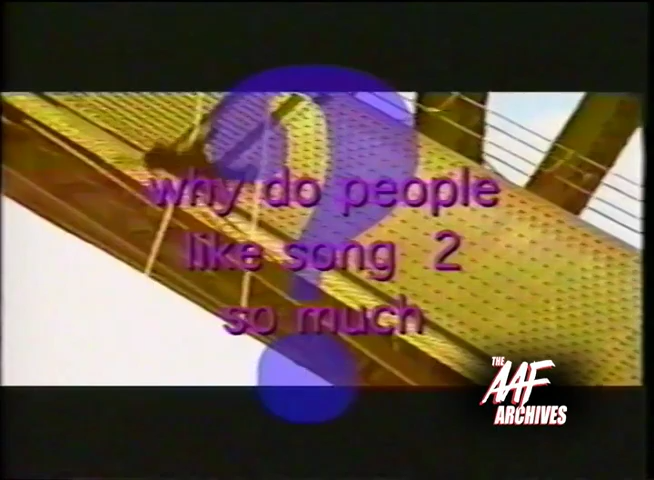 why do people
like song 2
so much
THE
AAF
ARCHIVES